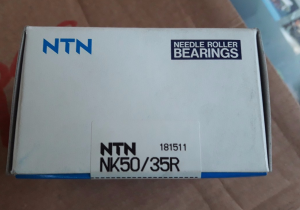 NTN
NEEDLE ROLLER
BEARINGS
NTN 181511
NK50/35R